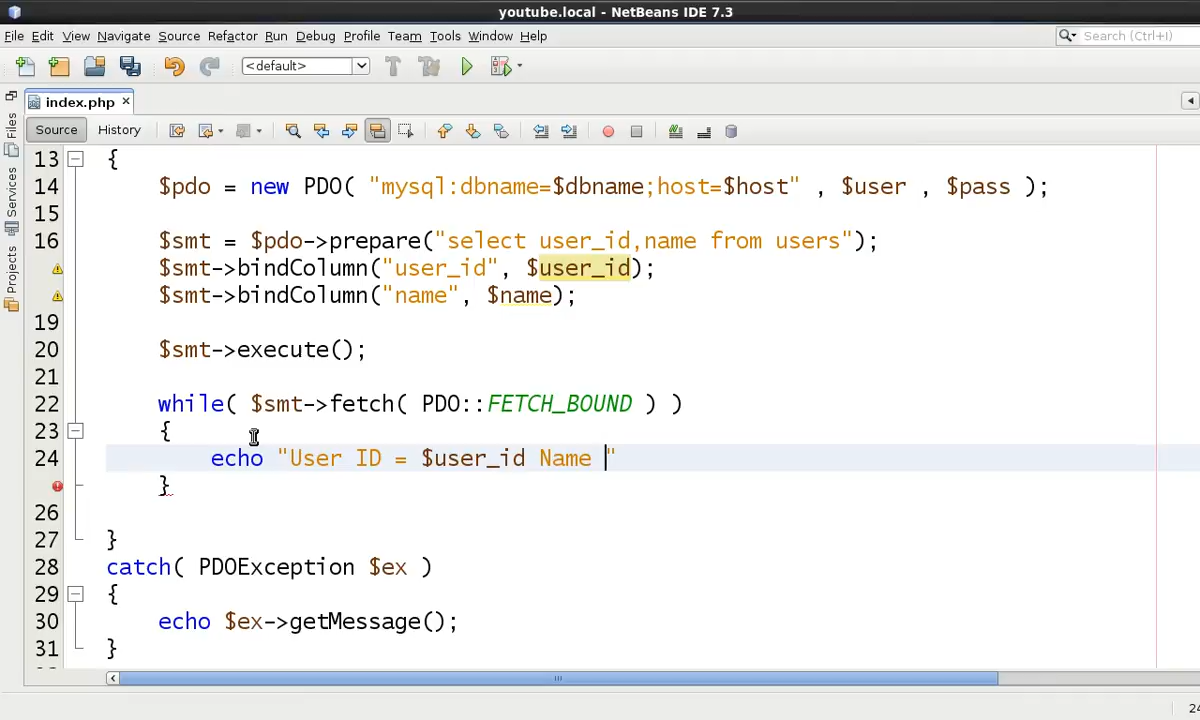 youtube.local - NetBeans IDE 7.3
File Edit View Navigate Source Refactor Run Debug Profile Team Tools Window Help
Search (Ctrl+I)
<default>
index.php
Source History
Files
Services
Projects
13 {
14 $pdo = new PDO( "mysql:dbname=$dbname;host=$host" , $user , $pass );
15
16 $smt = $pdo->prepare("select user_id,name from users");
$smt->bindColumn("user_id", $user_id);
$smt->bindColumn("name", $name);
19
20 $smt->execute();
21
22 while( $smt->fetch( PDO::FETCH_BOUND ) )
23 {
24 echo "User ID = $user_id Name "
}
26
27 }
28 catch( PDOException $ex )
29 {
30 echo $ex->getMessage();
31 }